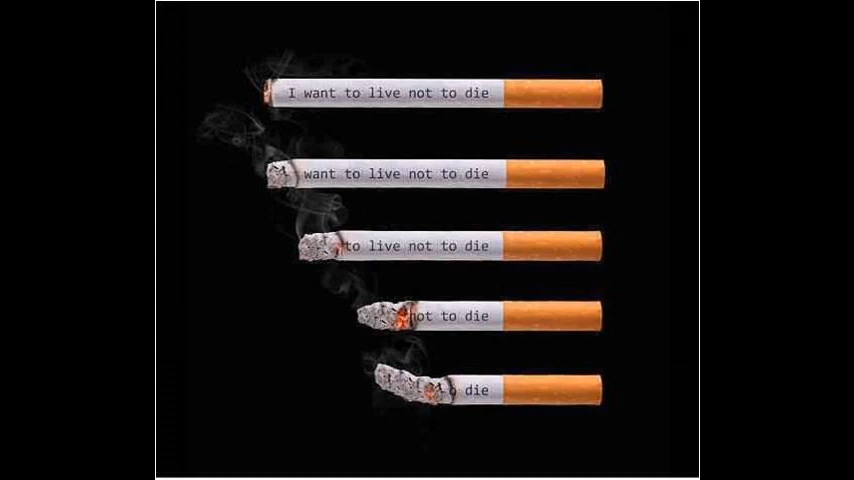 I want to live not to die
want to live not to die
to live not to die
not to die
o die